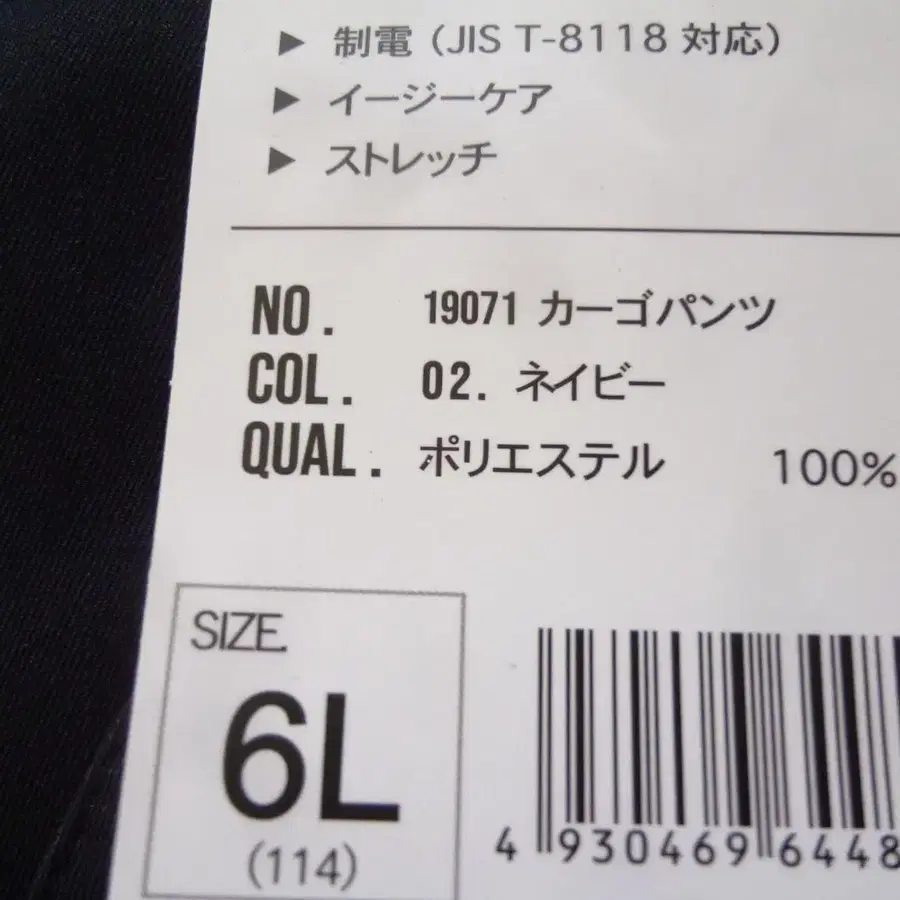 ▶ 制電(JIS T-8118 対応)
▶ イージーケア
▶ ストレッチ
NO. 19071 カーゴパンツ
COL. 02. ネイビー
QUAL. ポリエステル 100%
SIZE
6L
(114)
4 930469 6448